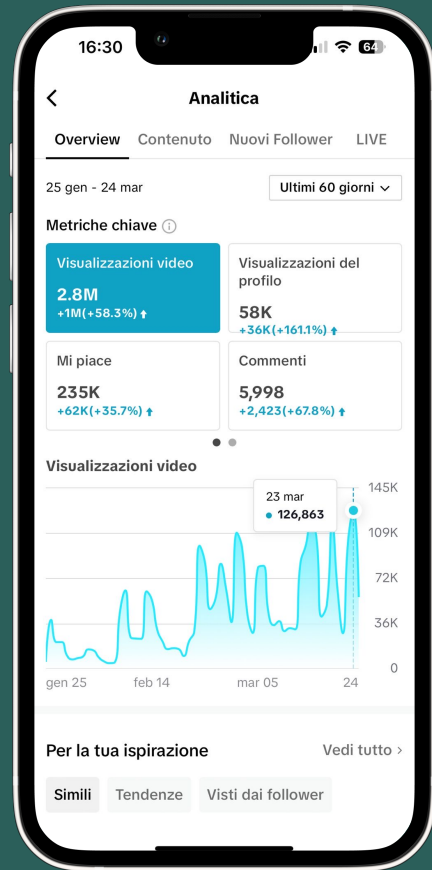 16:30
64
Analitica
Overview Contenuto Nuovi Follower LIVE
25 gen - 24 mar
Ultimi 60 giorni
Metriche chiave
Visualizzazioni video
2.8M
+1M(+58.3%)
Visualizzazioni del
profilo
58K
+36K(+161.1%)
Mi piace
235K
+62K(+35.7%)
Commenti
5,998
+2,423(+67.8%)
Visualizzazioni video
23 mar
126,863
145K
109K
72K
36K
0
gen 25 feb 14 mar 05 24
Per la tua ispirazione
Vedi tutto
Simili Tendenze Visti dai follower